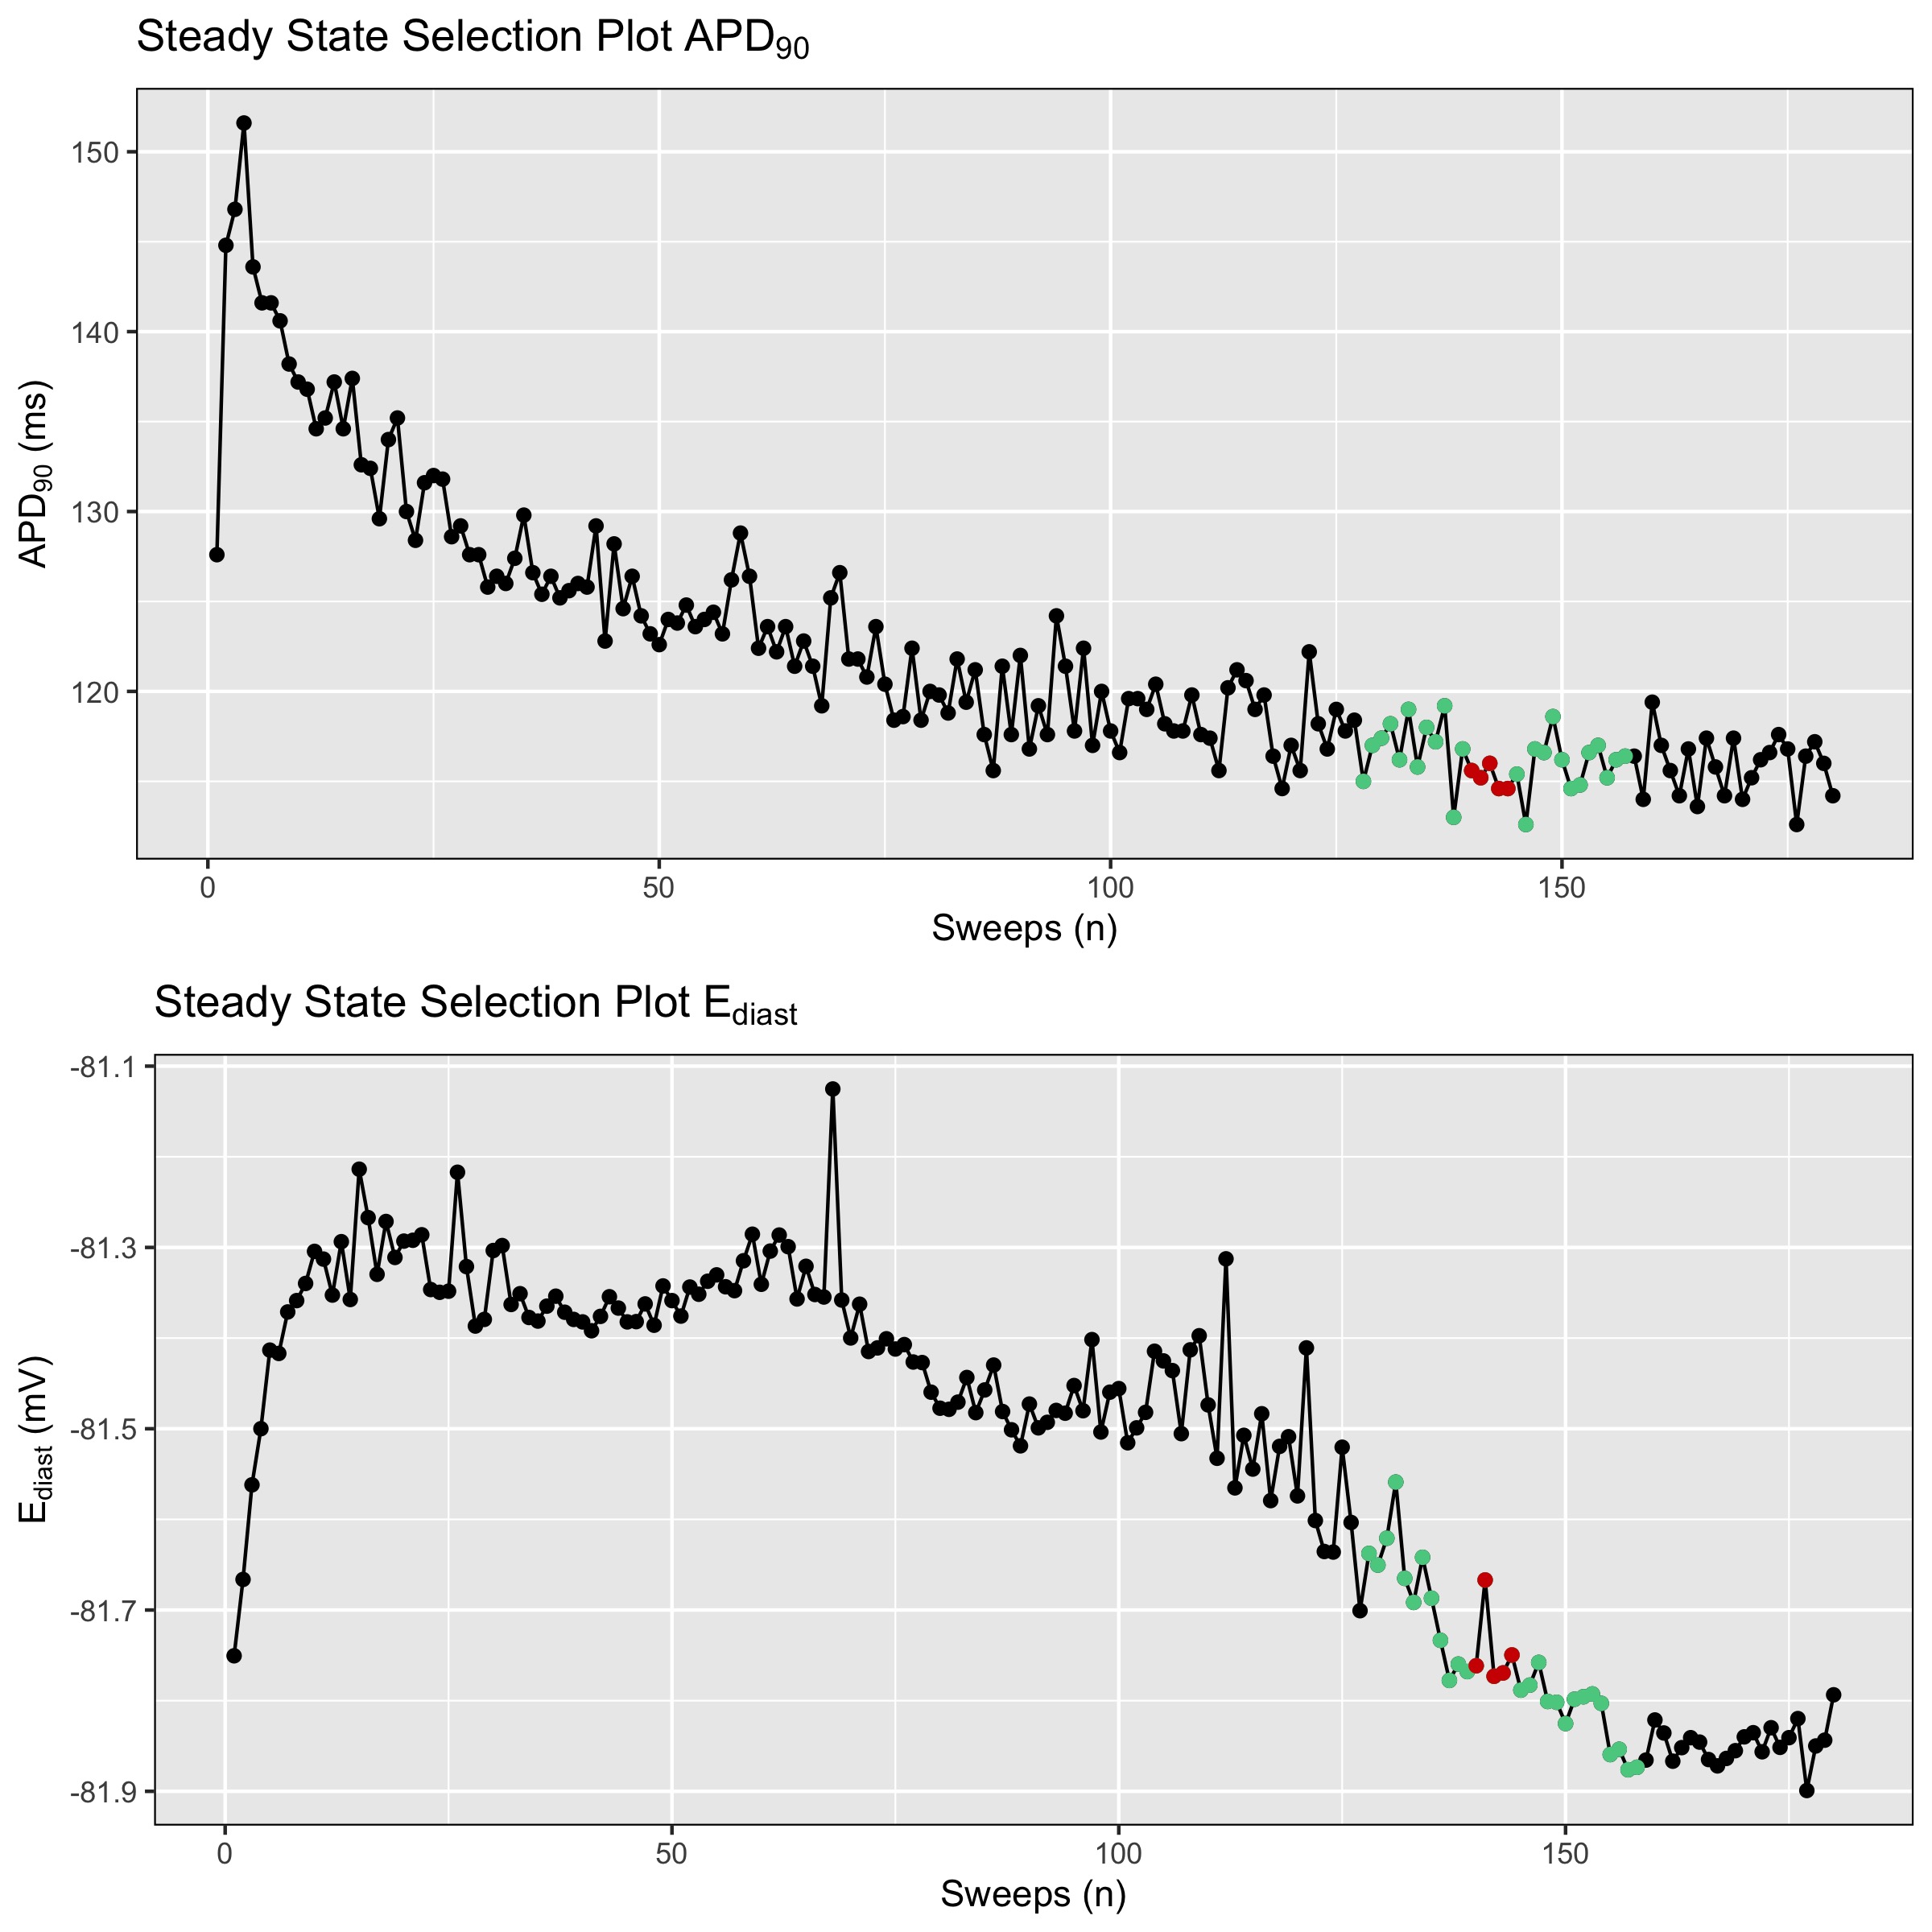 Steady State Selection Plot APD90
150
140
130
120
APD90 (ms)
0 50 100 150
Sweeps (n)
Steady State Selection Plot Ediast
-81.1
-81.3
-81.5
-81.7
-81.9
Ediast (mV)
0 50 100 150
Sweeps (n)